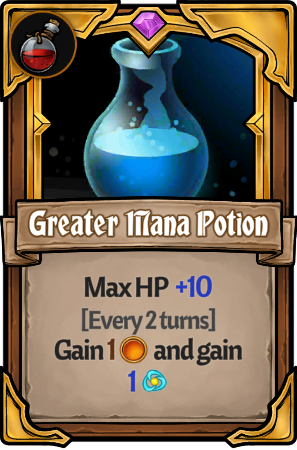 Greater Mana Potion
Max HP +10
[Every 2 turns]
Gain 1 and gain
1